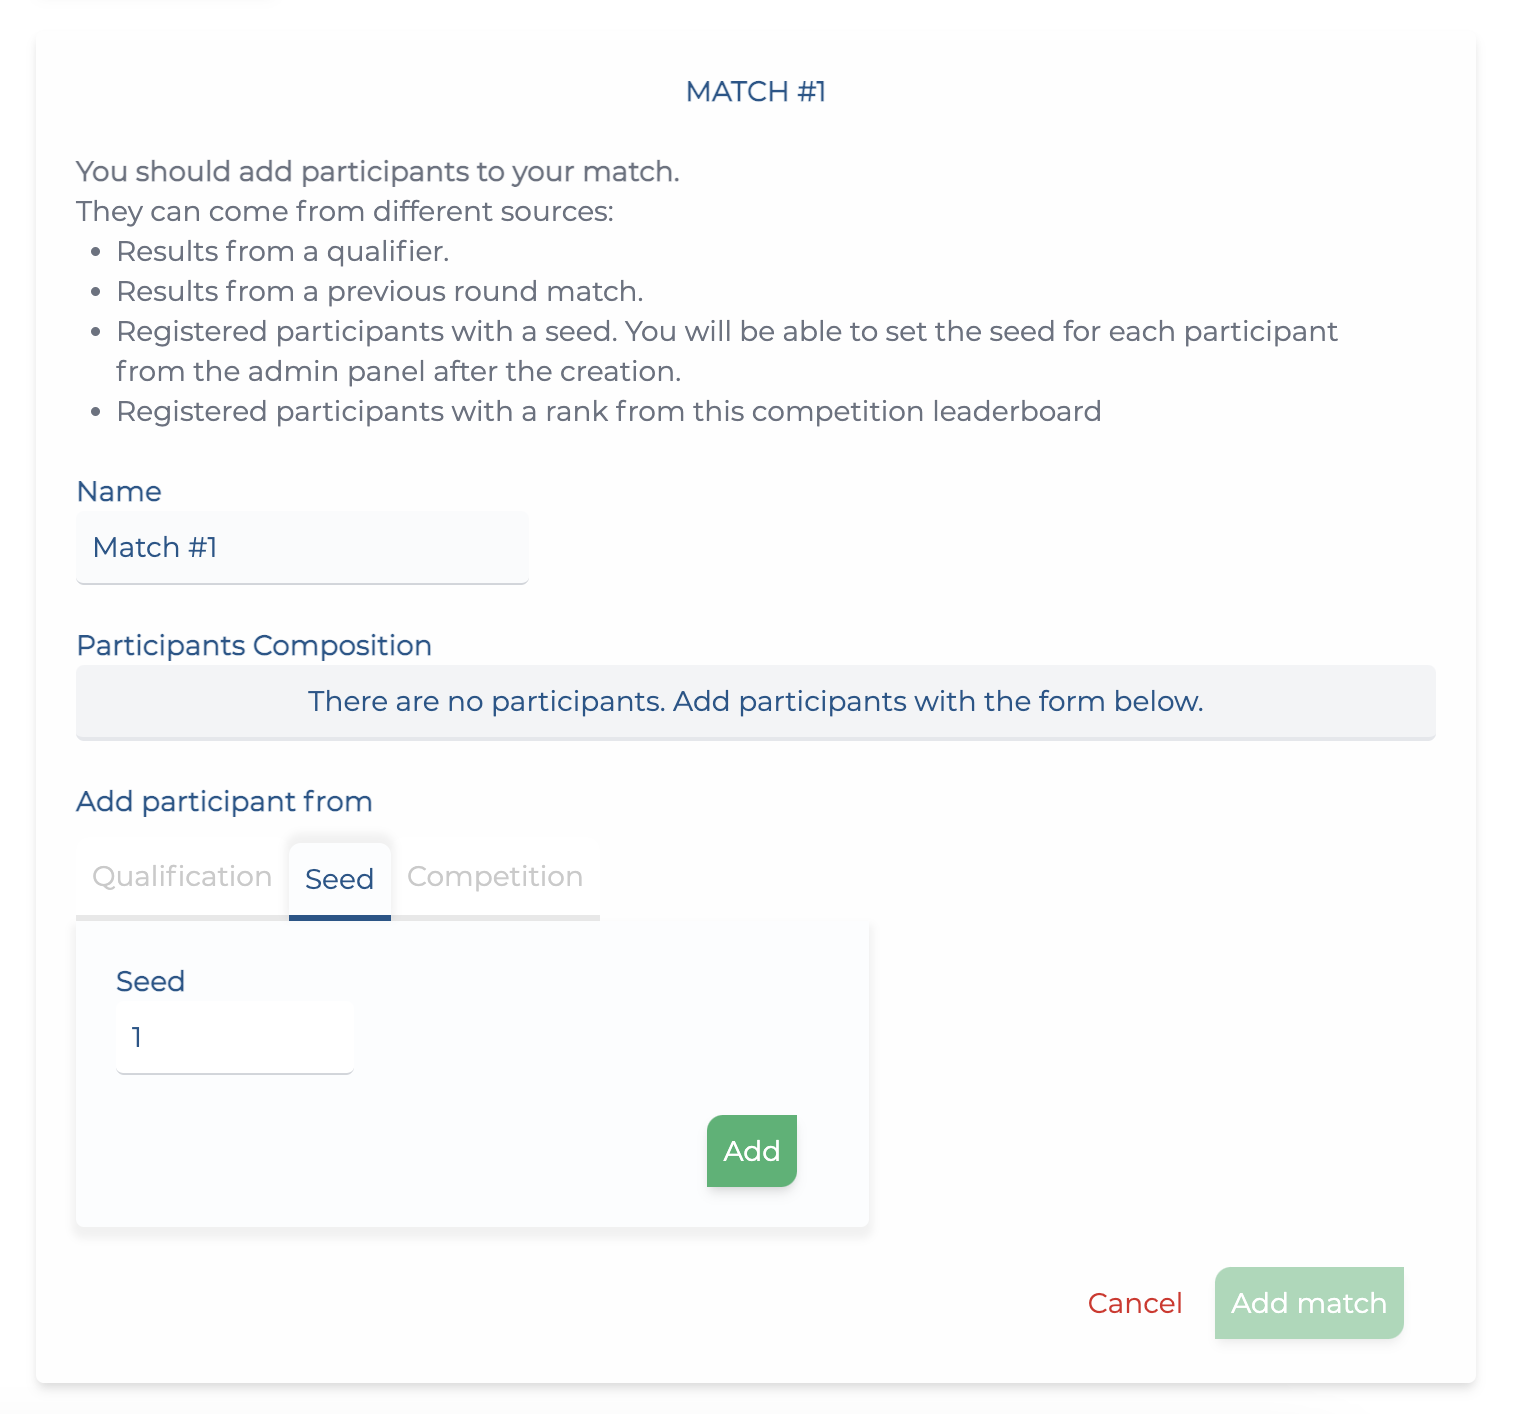 MATCH #1
You should add participants to your match.
They can come from different sources:
• Results from a qualifier.
• Results from a previous round match.
• Registered participants with a seed. You will be able to set the seed for each participant
from the admin panel after the creation.
• Registered participants with a rank from this competition leaderboard
Name
Match #1
Participants Composition
There are no participants. Add participants with the form below.
Add participant from
Qualification Seed Competition
Seed
1
Add
Cancel Add match